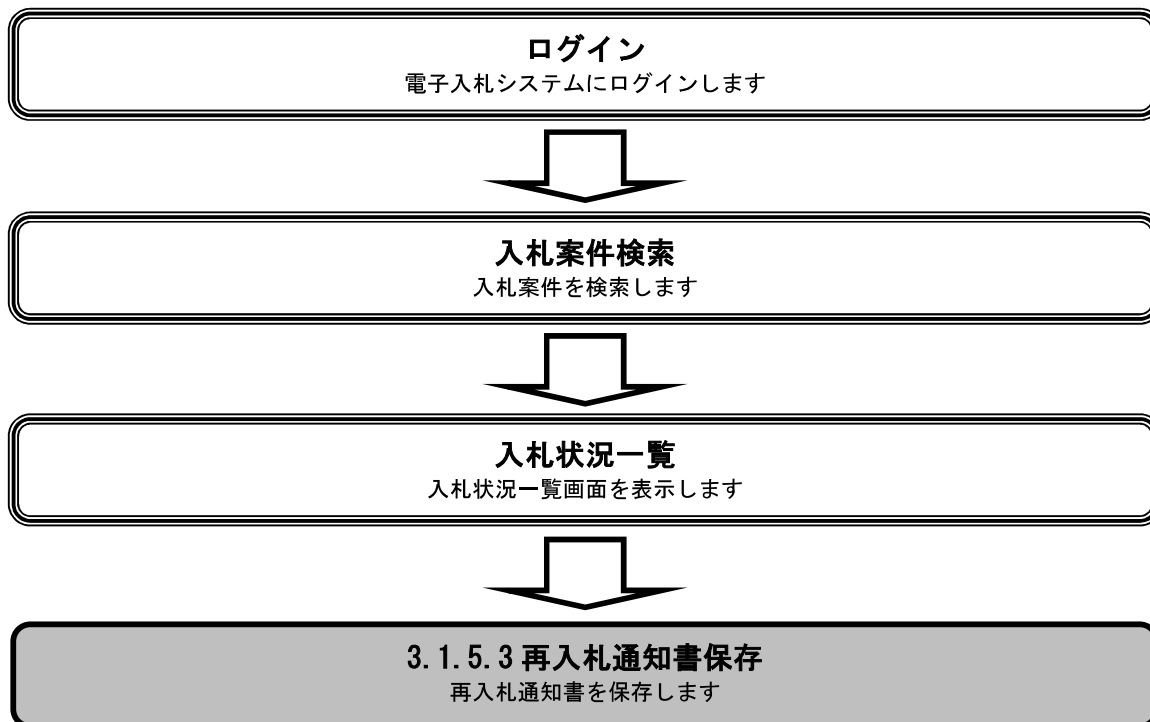 ログイン
電子入札システムにログインします
入札案件検索
入札案件を検索します
入札状況一覧
入札状況一覧画面を表示します
3.1.5.3 再入札通知書保存
再入札通知書を保存します